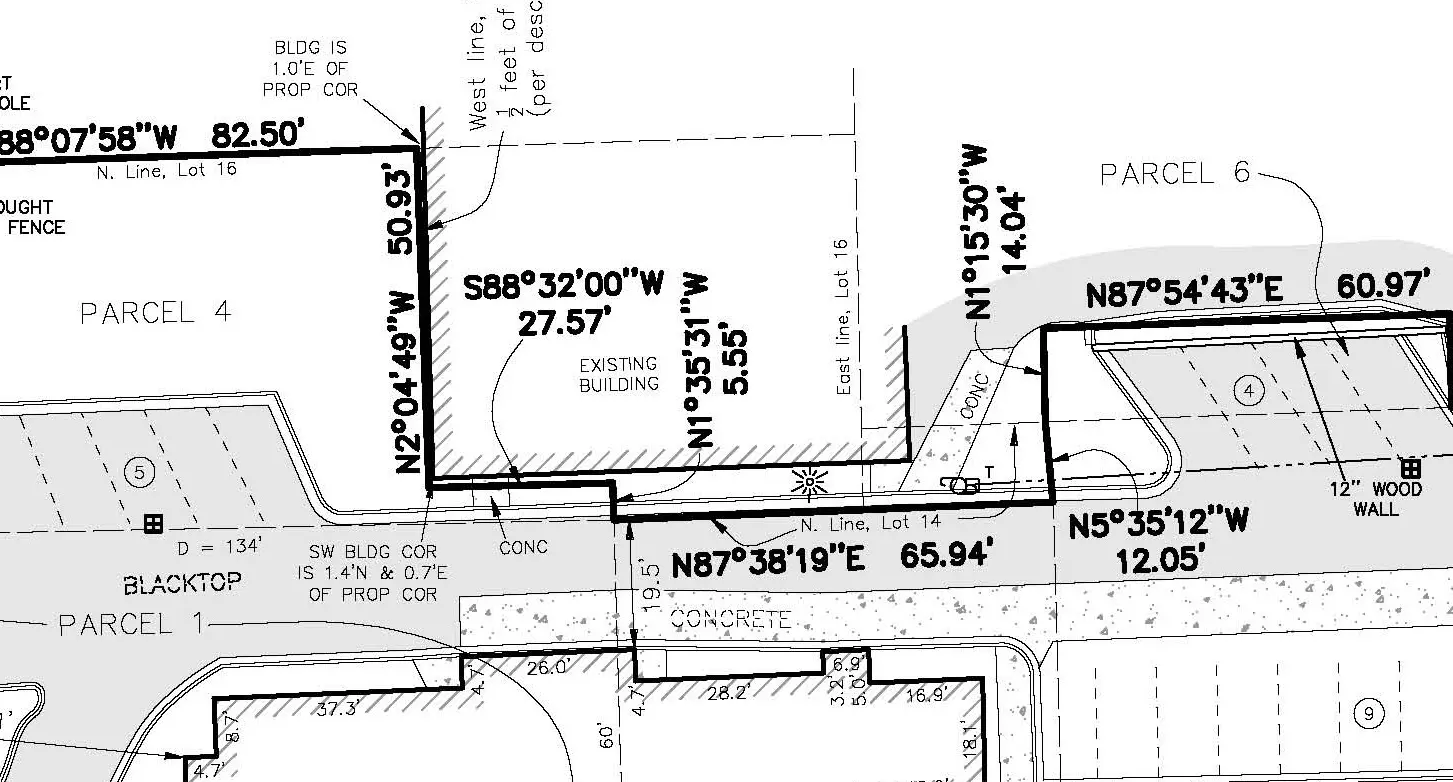 BLDG IS
1.0'E OF
PROP COR
West line,
1/2 feet of
(per desc
OLE
88°07'58"W 82.50'
N. Line, Lot 16
OUGHT
FENCE
PARCEL 4
N2°04'49"W 50.93'
S88°32'00"W
27.57'
EXISTING
BUILDING
N1°35'31"W
5.55'
East line, Lot 16
N1°15'30"W
14.04'
PARCEL 6
N87°54'43"E 60.97'
CONC
4
5
T
12" WOOD
WALL
D = 134'
BLACKTOP
SW BLDG COR
IS 1.4'N & 0.7'E
OF PROP COR
CONC
N. Line, Lot 14
N87°38'19"E 65.94'
N5°35'12"W
12.05'
19.5'
CONCRETE
PARCEL 1
26.0'
4.7'
37.3'
8.7'
4.7'
4.7'
28.2'
6.9'
3.2'
5.0'
16.9'
18.1'
60'
9